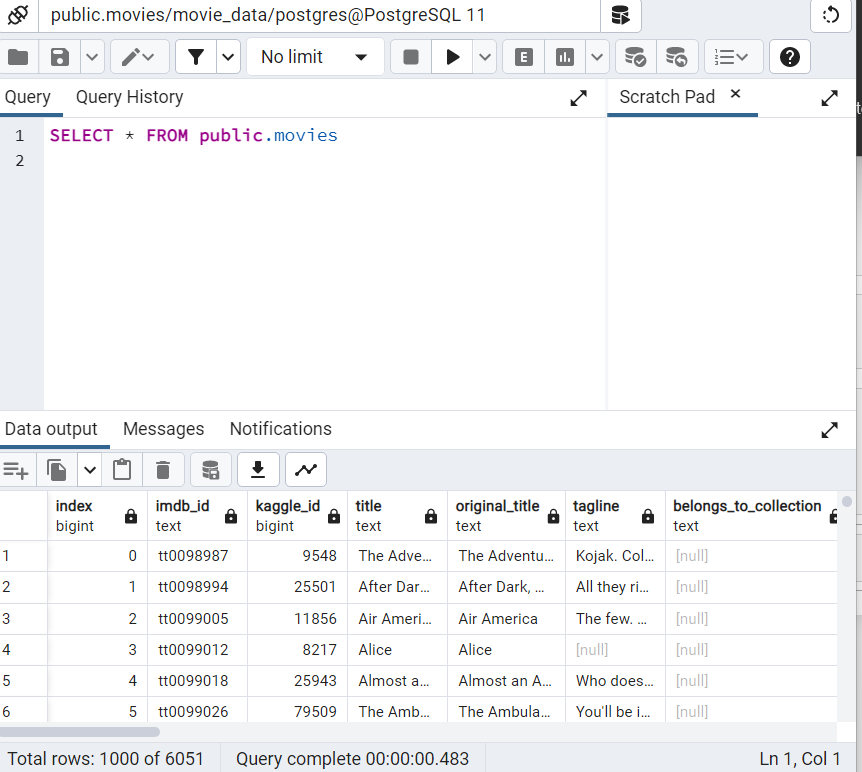 public.movies/movie_data/postgres@PostgreSQL 11
No limit
E
Query Query History
Scratch Pad
1 SELECT * FROM public.movies
2
Data output Messages Notifications
index imdb_id kaggle_id title original_title tagline belongs_to_collection
bigint text bigint text text text text
1 0 tt0098987 9548 The Adve... The Adventu... Kojak. Col... [null]
2 1 tt0098994 25501 After Dar... After Dark, ... All they ri... [null]
3 2 tt0099005 11856 Air Ameri... Air America The few. ... [null]
4 3 tt0099012 8217 Alice Alice [null] [null]
5 4 tt0099018 25943 Almost a... Almost an A... Who does... [null]
6 5 tt0099026 79509 The Amb... The Ambula... You'll be i... [null]
Total rows: 1000 of 6051 Query complete 00:00:00.483 Ln 1, Col 1